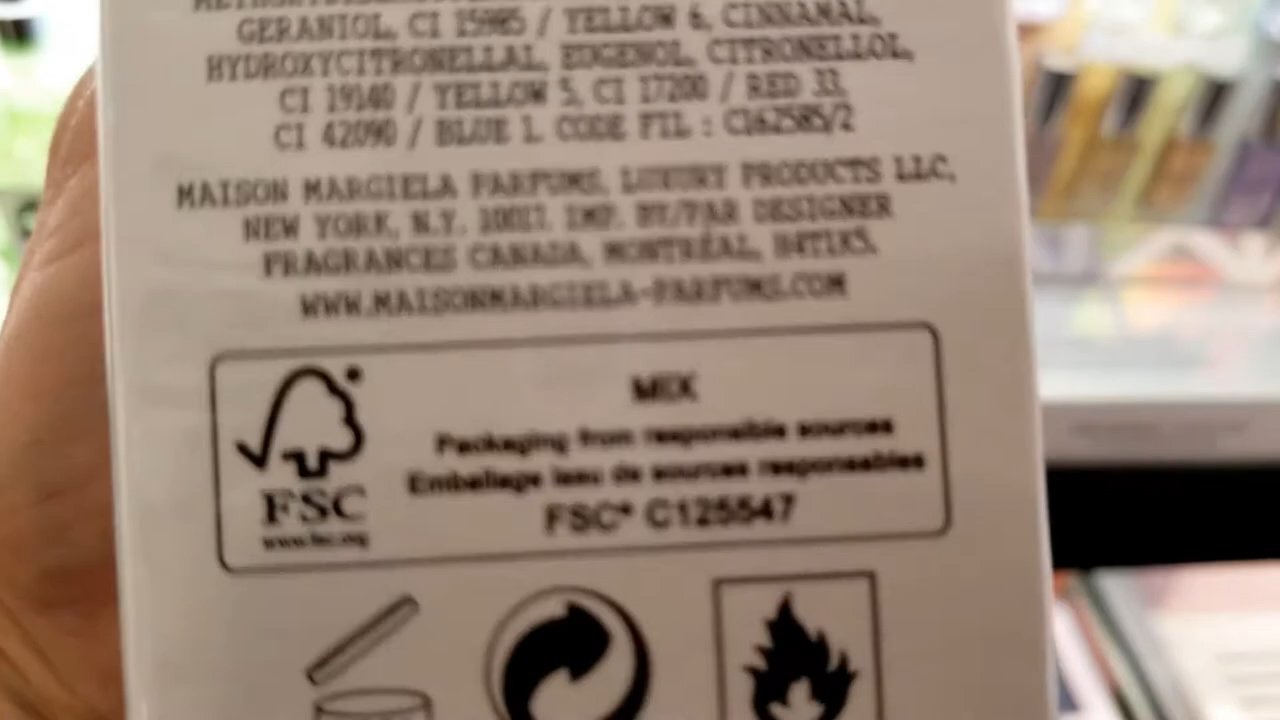 GERANIOL, CI 15985 / YELLOW 6, CINNAMAL,
HYDROXYCITRONELLAL, EUGENOL, CITRONELLOL,
CI 19140 / YELLOW 5, CI 17200 / RED 33,
CI 42090 / BLUE 1. CODE FIL : C162585/2
MAISON MARGIELA PARFUMS, LUXURY PRODUCTS LLC,
NEW YORK, N.Y. 10017. IMP. BY/PAR DESIGNER
FRAGRANCES CANADA, MONTRÉAL, H4T1K5.
WWW.MAISONMARGIELA-PARFUMS.COM
FSC
www.fsc.org
MIX
Packaging from responsible sources
Emballage issu de sources responsables
FSC® C125547